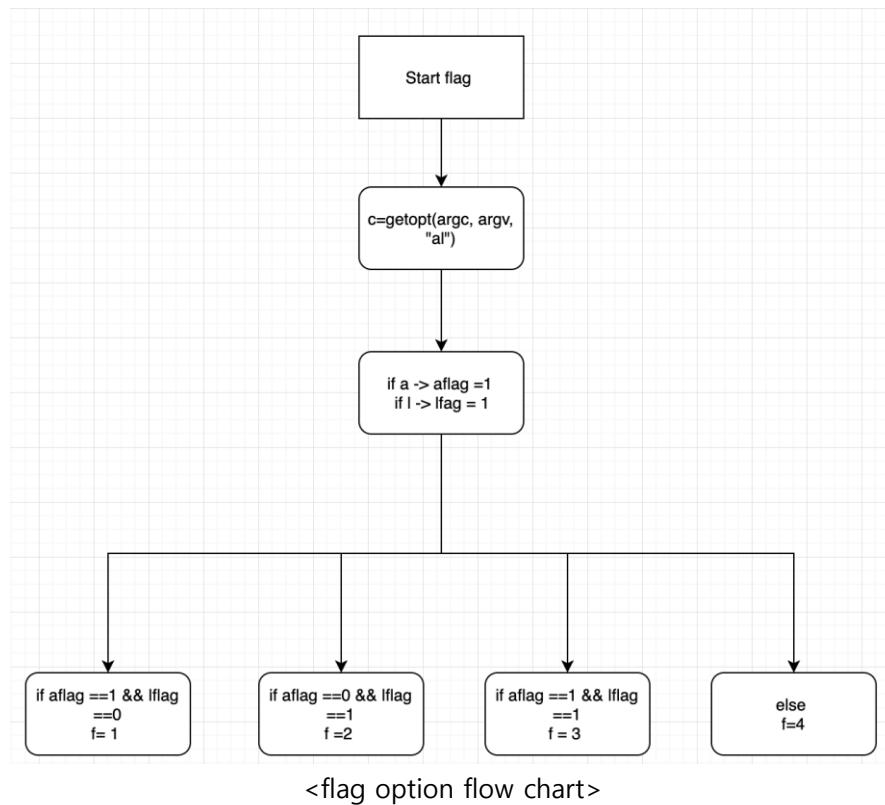 Start flag
c=getopt(argc, argv,
"al")
if a -> aflag =1
if l -> lfag = 1
if aflag ==1 && lflag
==0
f= 1
if aflag ==0 && lflag
==1
f =2
if aflag ==1 && lflag
==1
f = 3
else
f=4
<flag option flow chart>